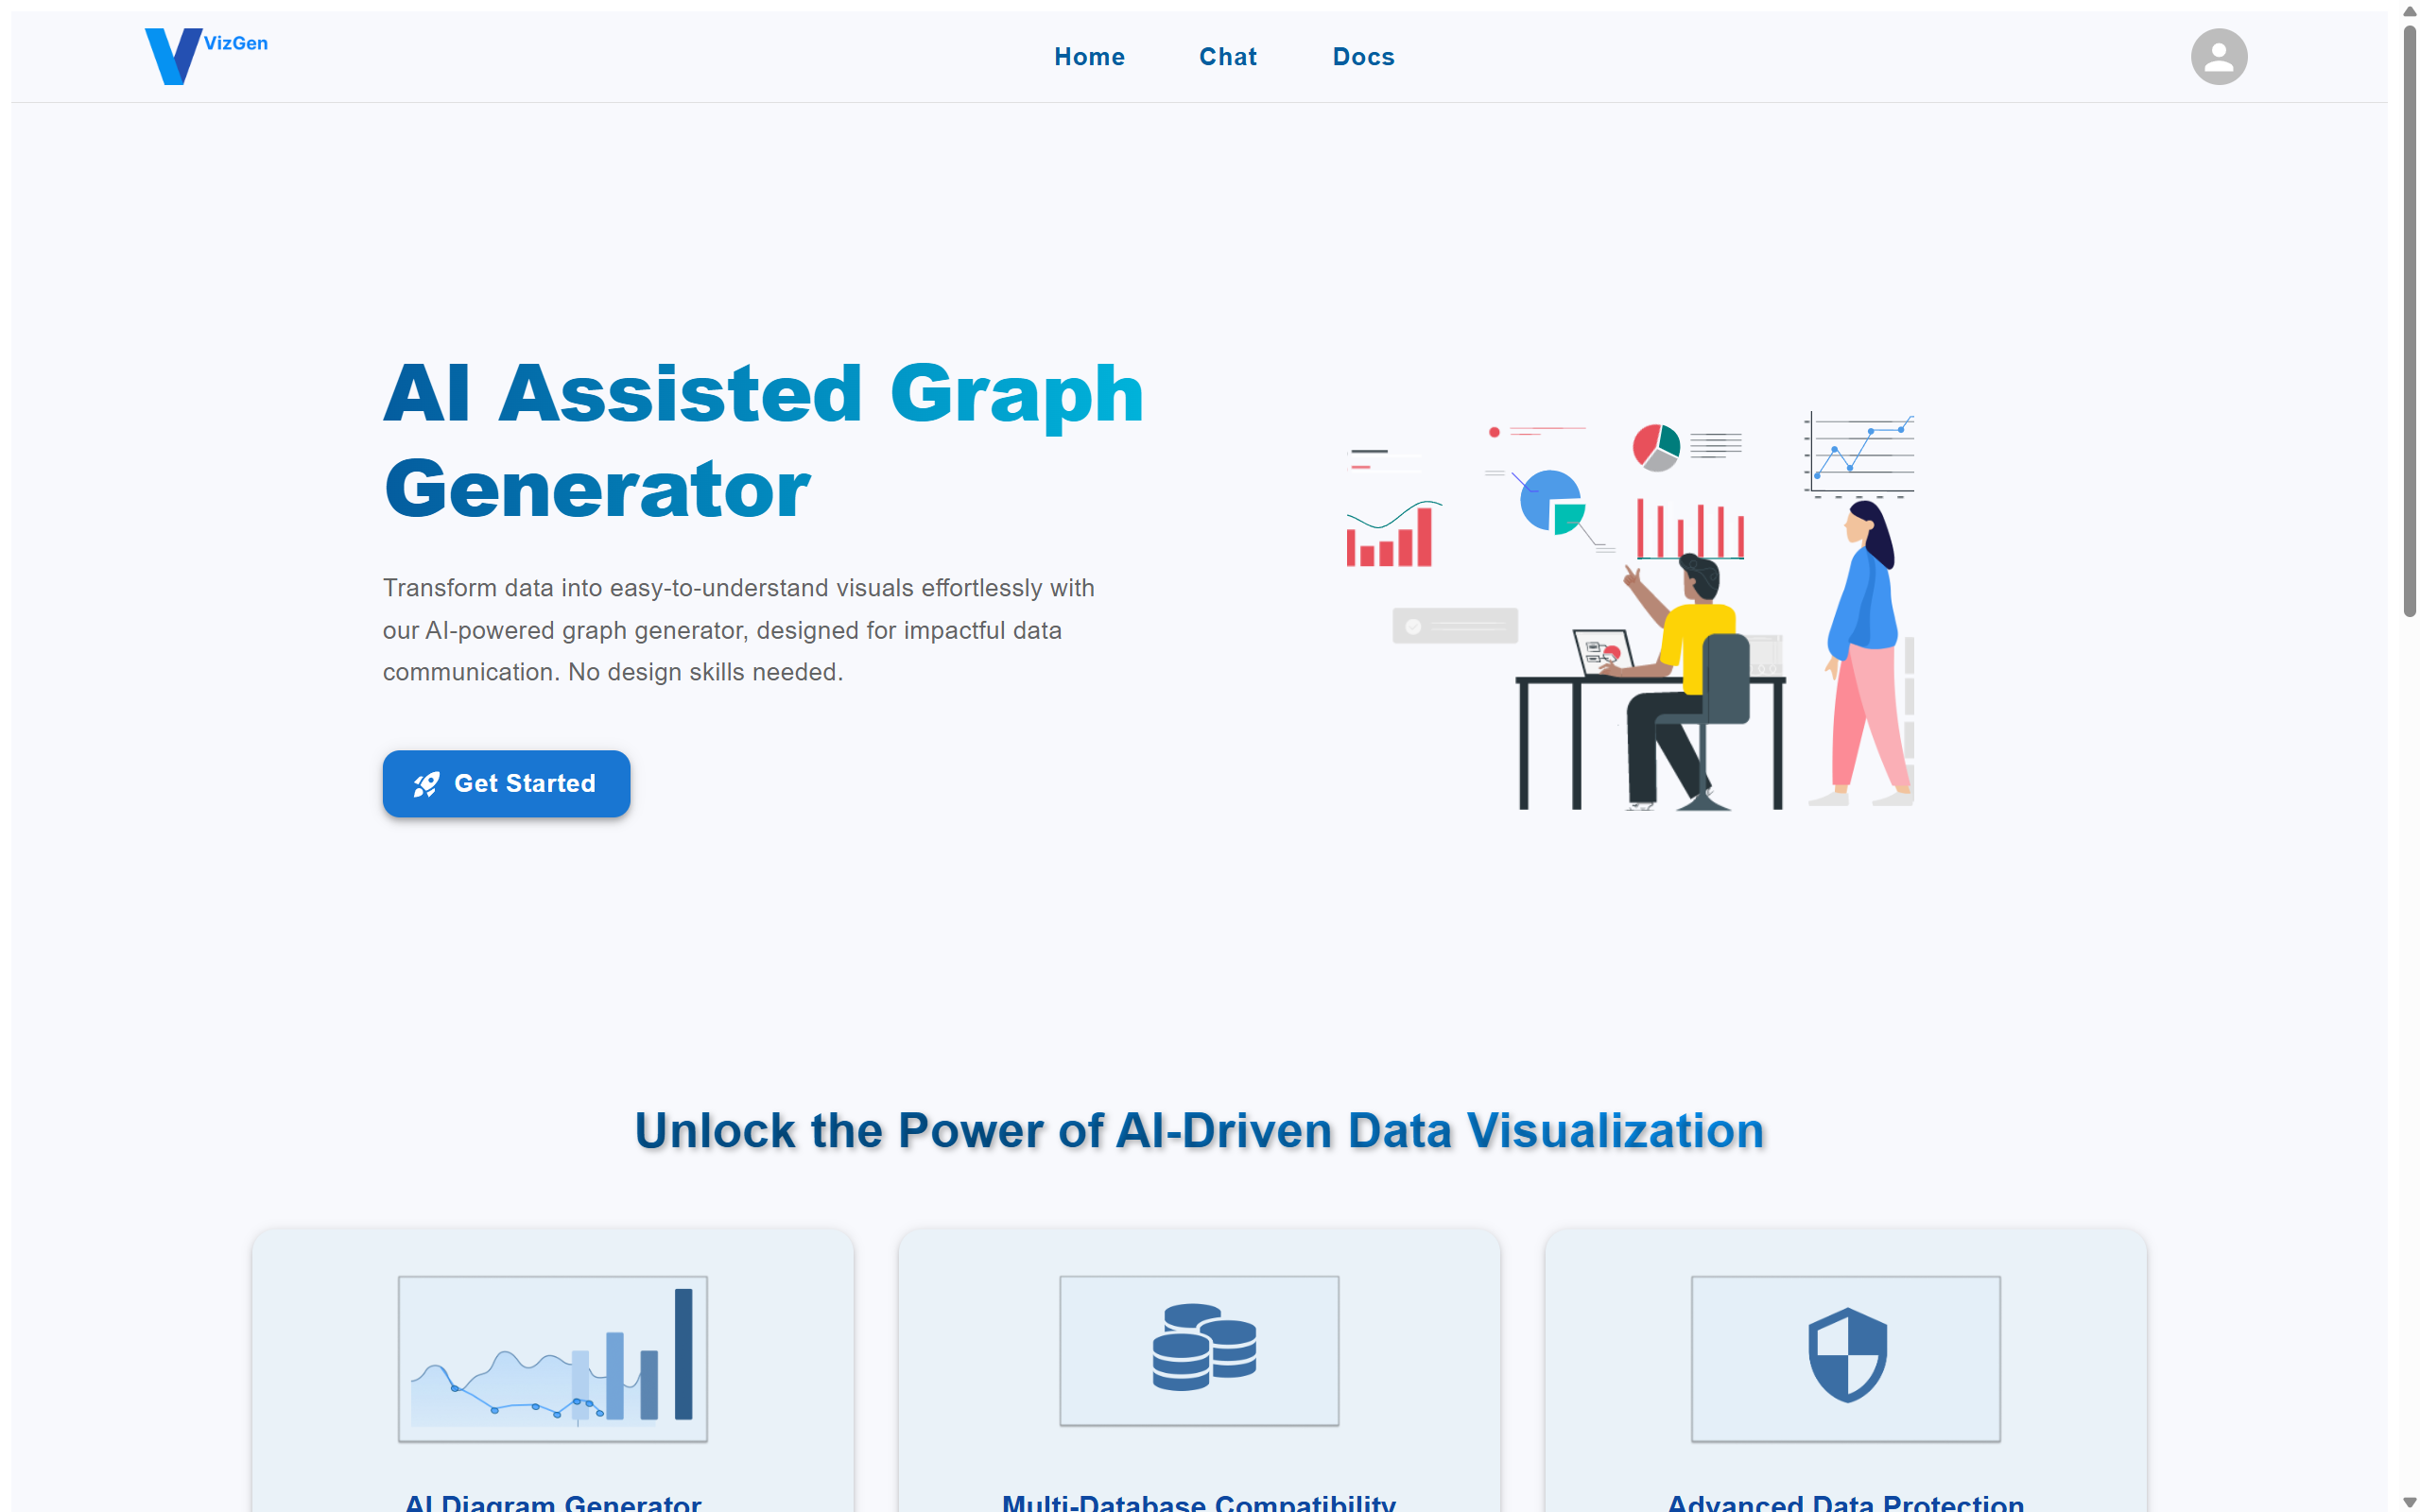 VizGen
Home
Chat
Docs
AI Assisted Graph
Generator
Transform data into easy-to-understand visuals effortlessly with
our AI-powered graph generator, designed for impactful data
communication. No design skills needed.
Get Started
Unlock the Power of AI-Driven Data Visualization
AI Diagram Generator
Multi-Database Compatibility
Advanced Data Protection